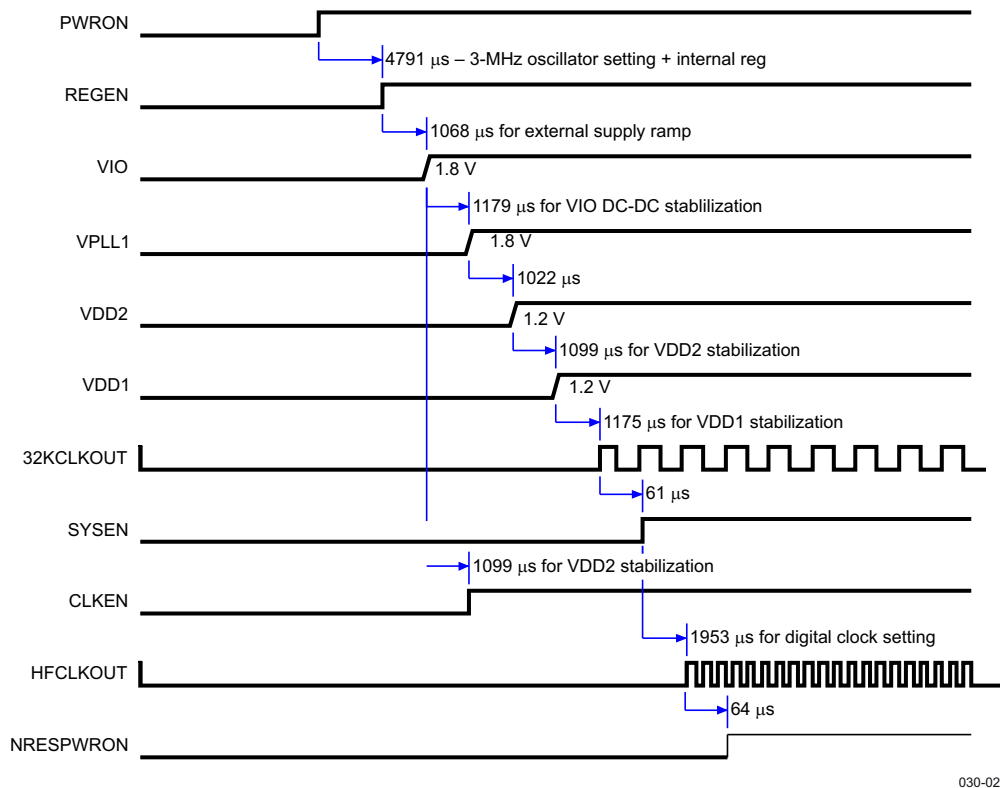 PWRON
4791 μs – 3-MHz oscillator setting + internal reg
REGEN
1068 μs for external supply ramp
VIO
1.8 V
1179 μs for VIO DC-DC stablilization
VPLL1
1.8 V
1022 μs
VDD2
1.2 V
1099 μs for VDD2 stabilization
VDD1
1.2 V
1175 μs for VDD1 stabilization
32KCLKOUT
61 μs
SYSEN
1099 μs for VDD2 stabilization
CLKEN
1953 μs for digital clock setting
HFCLKOUT
64 μs
NRESPWRON
030-02